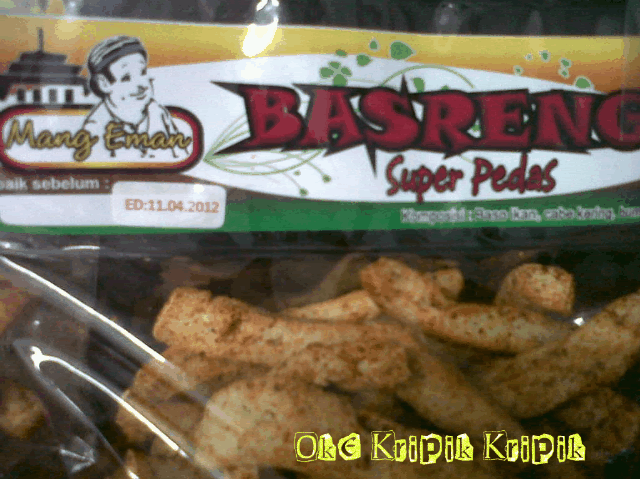 Mang Eman
BASRENG
Super Pedas
baik sebelum :
ED:11.04.2012
Komposisi : Baso ikan, cabe kering,
Oke Kripik Kripik